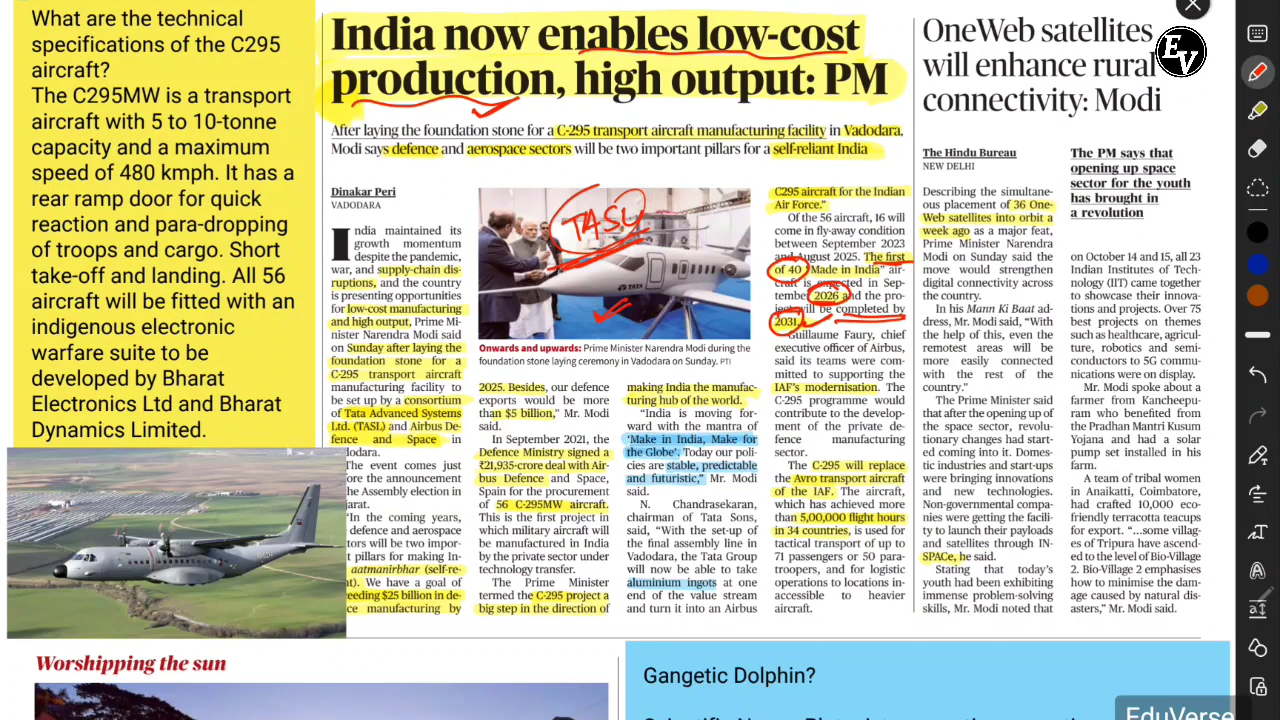 What are the technical
specifications of the C295
aircraft?
The C295MW is a transport
aircraft with 5 to 10-tonne
capacity and a maximum
speed of 480 kmph. It has a
rear ramp door for quick
reaction and para-dropping
of troops and cargo. Short
take-off and landing. All 56
aircraft will be fitted with an
indigenous electronic
warfare suite to be
developed by Bharat
Electronics Ltd and Bharat
Dynamics Limited.
India now enables low-cost
production, high output: PM
After laying the foundation stone for a C-295 transport aircraft manufacturing facility in Vadodara,
Modi says defence and aerospace sectors will be two important pillars for a self-reliant India
Dinakar Peri
VADODARA
India maintained its
growth momentum
despite the pandemic,
war, and supply-chain dis-
ruptions, and the country
is presenting opportunities
for low-cost manufacturing
and high output, Prime Mi-
nister Narendra Modi said
on Sunday after laying the
foundation stone for a
C-295 transport aircraft
manufacturing facility to
be set up by a consortium
of Tata Advanced Systems
Ltd. (TASL) and Airbus De-
fence and Space in
dodara.
The event comes just
ore the announcement
he Assembly election in
jarat.
"In the coming years,
defence and aerospace
tors will be two impor-
t pillars for making In-
aatmanirbhar (self-re-
nt). We have a goal of
eeding $25 billion in de-
ce manufacturing by
TASL
TATA
Onwards and upwards: Prime Minister Narendra Modi during the
foundation stone laying ceremony in Vadodara on Sunday. PTI
2025. Besides, our defence
exports would be more
than $5 billion," Mr. Modi
said.
In September 2021, the
Defence Ministry signed a
₹21,935-crore deal with Air-
bus Defence and Space,
Spain for the procurement
of 56 C-295MW aircraft.
This is the first project in
which military aircraft will
be manufactured in India
by the private sector under
technology transfer.
The Prime Minister
termed the C-295 project a
big step in the direction of
making India the manufac-
turing hub of the world.
"India is moving for-
ward with the mantra of
'Make in India, Make for
the Globe'. Today our poli-
cies are stable, predictable
and futuristic," Mr. Modi
said.
N. Chandrasekaran,
chairman of Tata Sons,
said, "With the set-up of
the final assembly line in
Vadodara, the Tata Group
will now be able to take
aluminium ingots at one
end of the value stream
and turn it into an Airbus
C295 aircraft for the Indian
Air Force."
Of the 56 aircraft, 16 will
come in fly-away condition
between September 2023
and August 2025. The first
of 40 'Made in India" air-
craft is expected in Sep-
tember 2026 and the pro-
ject will be completed by
2031.
Guillaume Faury, chief
executive officer of Airbus,
said its teams were com-
mitted to supporting the
IAF's modernisation. The
C-295 programme would
contribute to the develop-
ment of the private de-
fence manufacturing
sector.
The C-295 will replace
the Avro transport aircraft
of the IAF. The aircraft,
which has achieved more
than 5,00,000 flight hours
in 34 countries, is used for
tactical transport of up to
71 passengers or 50 para-
troopers, and for logistic
operations to locations in-
accessible to heavier
aircraft.
OneWeb satellites
will enhance rural
connectivity: Modi
EV
The Hindu Bureau
NEW DELHI
Describing the simultane-
ous placement of 36 One-
Web satellites into orbit a
week ago as a major feat,
Prime Minister Narendra
Modi on Sunday said the
move would strengthen
digital connectivity across
the country.
In his Mann Ki Baat ad-
dress, Mr. Modi said, "With
the help of this, even the
remotest areas will be
more easily connected
with the rest of the
country."
The Prime Minister said
that after the opening up of
the space sector, revolu-
tionary changes had start-
ed coming into it. Domes-
tic industries and start-ups
were bringing innovations
and new technologies.
Non-governmental compa-
nies were getting the facili-
ty to launch their payloads
and satellites through IN-
SPACe, he said.
Stating that today's
youth had been exhibiting
immense problem-solving
skills, Mr. Modi noted that
The PM says that
opening up space
sector for the youth
has brought in
a revolution
on October 14 and 15, all 23
Indian Institutes of Tech-
nology (IIT) came together
to showcase their innova-
tions and projects. Over 75
best projects on themes
such as healthcare, agricul-
ture, robotics and semi-
conductors to 5G commu-
nications were on display.
Mr. Modi spoke about a
farmer from Kancheepu-
ram who benefited from
the Pradhan Mantri Kusum
Yojana and had a solar
pump set installed in his
farm.
A team of tribal women
in Anaikatti, Coimbatore,
had crafted 10,000 eco-
friendly terracotta teacups
for export. "...some villag-
es of Tripura have ascend-
ed to the level of Bio-Village
2. Bio-Village 2 emphasises
how to minimise the dam-
age caused by natural dis-
asters," Mr. Modi said.
Worshipping the sun
Gangetic Dolphin?
EduVerse